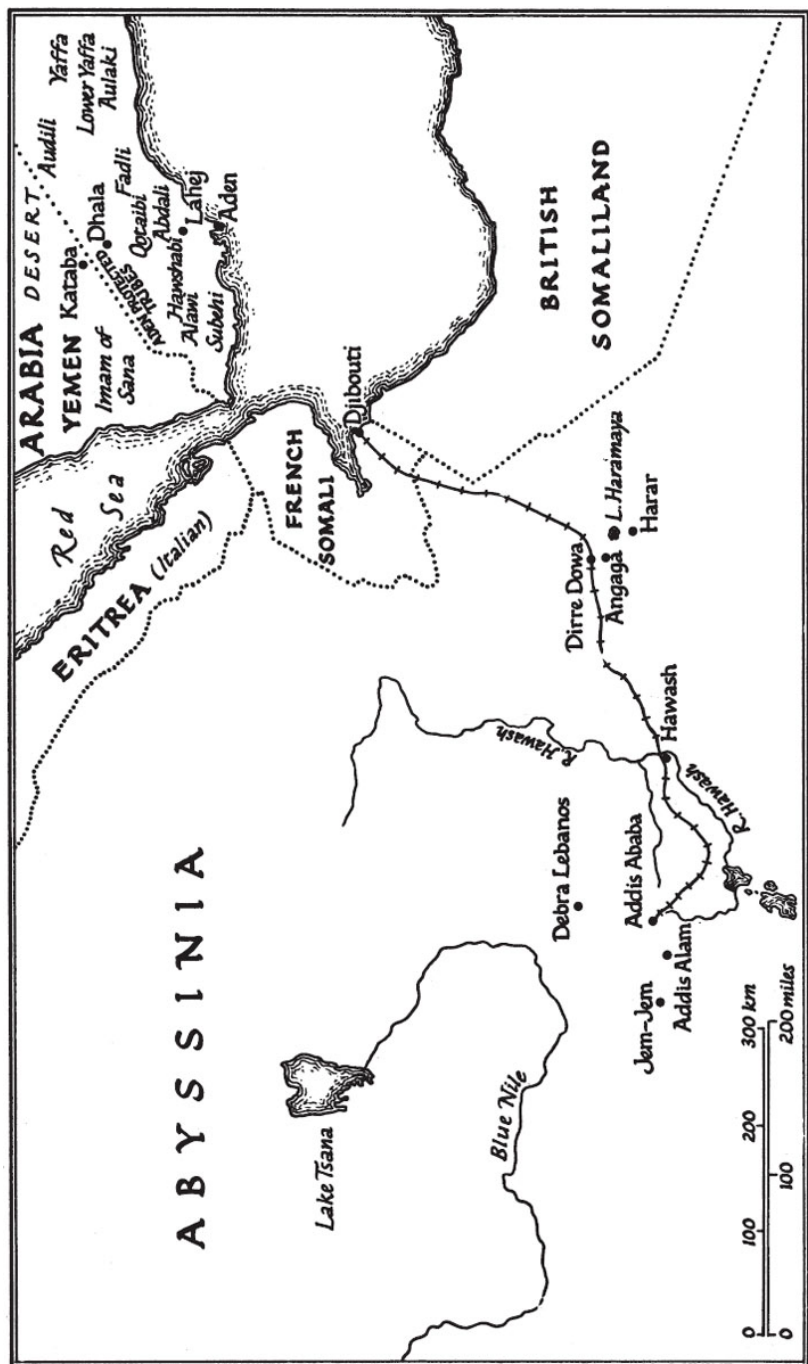 ARABIA DESERT
YEMEN
Imam of
Sana
Kataba
Dhala
ADEN PROTECTED
TRIBES
Audili
Yaffa
Lower Yaffa
Aulaki
Fadli
Qotaibi
Abdali
Hawshabi
Alawi
Subehi
Lahej
Aden
Red Sea
ERITREA (Italian)
FRENCH
SOMALI
Djibouti
BRITISH
SOMALILAND
ABYSSINIA
Lake Tsana
Blue Nile
R. Hawash
Dirre Dowa
Angaga
L. Haramaya
Harar
Hawash
R. Hawash
Debra Lebanos
Addis Ababa
Addis Alam
Jem-Jem
0 100 200 300 km
0 100 200 miles